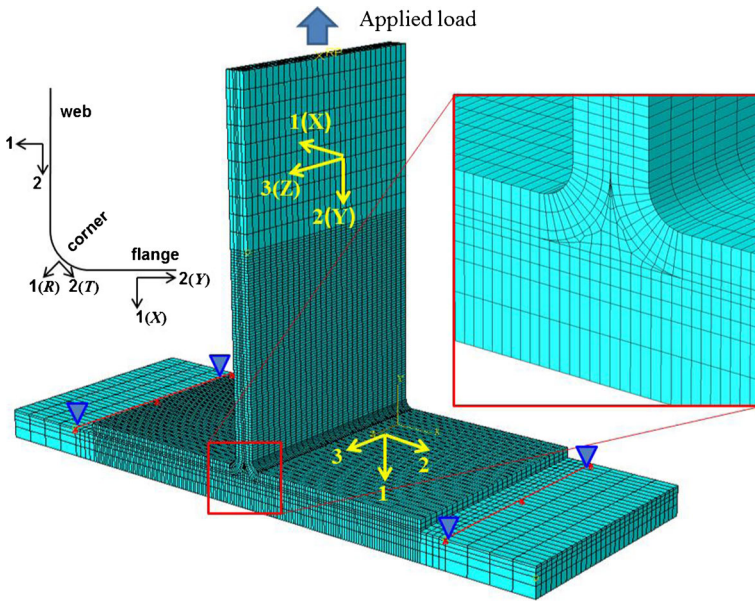 Applied load
web
1
2
corner
flange
1(R)
2(T)
2(Y)
1(X)
1(X)
3(Z)
2(Y)
Y
X
3
2
1